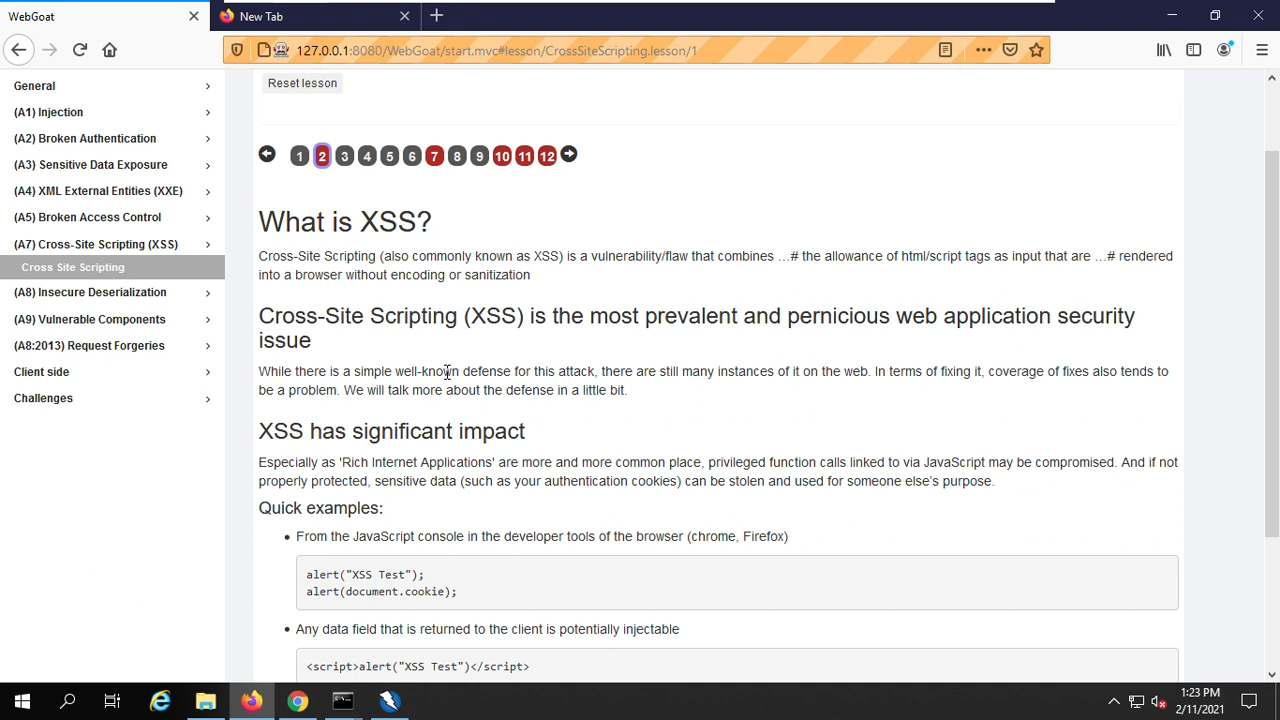 WebGoat
New Tab
127.0.0.1:8080/WebGoat/start.mvc#lesson/CrossSiteScripting.lesson/1
General
(A1) Injection
(A2) Broken Authentication
(A3) Sensitive Data Exposure
(A4) XML External Entities (XXE)
(A5) Broken Access Control
(A7) Cross-Site Scripting (XSS)
Cross Site Scripting
(A8) Insecure Deserialization
(A9) Vulnerable Components
(A8:2013) Request Forgeries
Client side
Challenges
Reset lesson
1 2 3 4 5 6 7 8 9 10 11 12
What is XSS?
Cross-Site Scripting (also commonly known as XSS) is a vulnerability/flaw that combines …# the allowance of html/script tags as input that are …# rendered
into a browser without encoding or sanitization
Cross-Site Scripting (XSS) is the most prevalent and pernicious web application security
issue
While there is a simple well-known defense for this attack, there are still many instances of it on the web. In terms of fixing it, coverage of fixes also tends to
be a problem. We will talk more about the defense in a little bit.
XSS has significant impact
Especially as 'Rich Internet Applications' are more and more common place, privileged function calls linked to via JavaScript may be compromised. And if not
properly protected, sensitive data (such as your authentication cookies) can be stolen and used for someone else's purpose.
Quick examples:
• From the JavaScript console in the developer tools of the browser (chrome, Firefox)
alert("XSS Test");
alert(document.cookie);
• Any data field that is returned to the client is potentially injectable
<script>alert("XSS Test")</script>
1:23 PM
2/11/2021